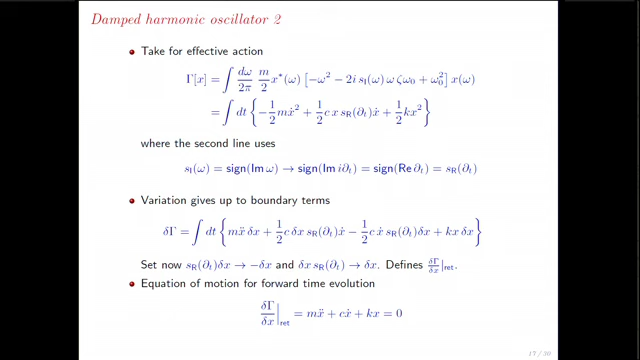 Damped harmonic oscillator 2
• Take for effective action
Γ[x] = ∫ dω/2π m/2 x*(ω) [−ω² − 2i s_I(ω) ω ζω₀ + ω₀²] x(ω)
= ∫ dt {−1/2 mẋ² + 1/2 c x s_R(∂_t)ẋ + 1/2 kx²}
where the second line uses
s_I(ω) = sign(Im ω) → sign(Im i∂_t) = sign(Re ∂_t) = s_R(∂_t)
• Variation gives up to boundary terms
δΓ = ∫ dt {mẍ δx + 1/2 c δx s_R(∂_t)ẋ − 1/2 c ẋ s_R(∂_t)δx + kx δx}
Set now s_R(∂_t)δx → −δx and δx s_R(∂_t) → δx. Defines δΓ/δx|_ret.
• Equation of motion for forward time evolution
δΓ/δx|_ret = mẍ + cẋ + kx = 0
17 / 30